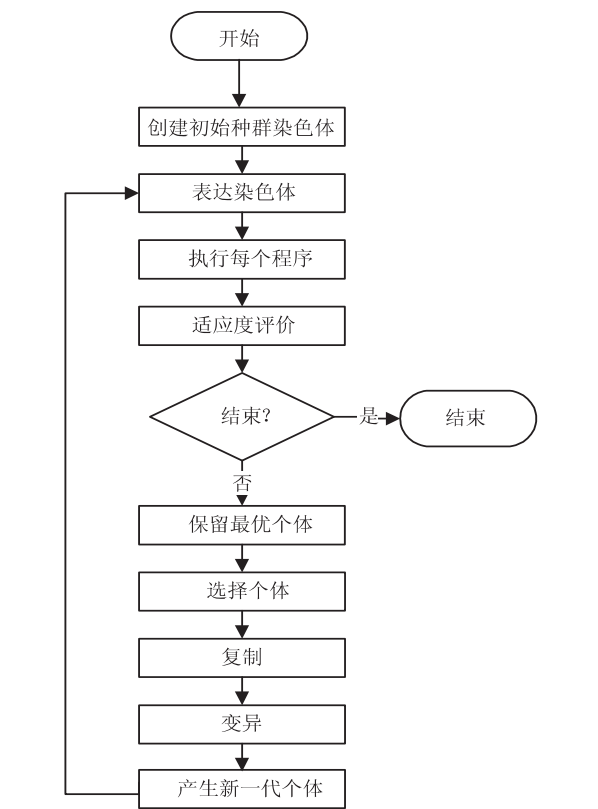 开始
创建初始种群染色体
表达染色体
执行每个程序
适应度评价
结束?
是
结束
否
保留最优个体
选择个体
复制
变异
产生新一代个体